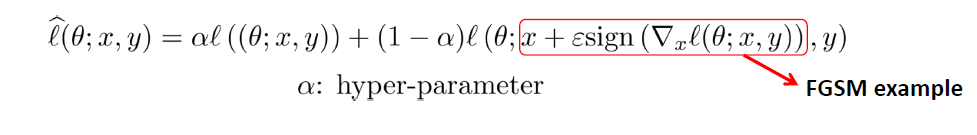 ℓ̂(θ; x, y) = αℓ ((θ; x, y)) + (1 − α)ℓ (θ; x + εsign (∇ₓℓ(θ; x, y)), y)
α: hyper-parameter
FGSM example